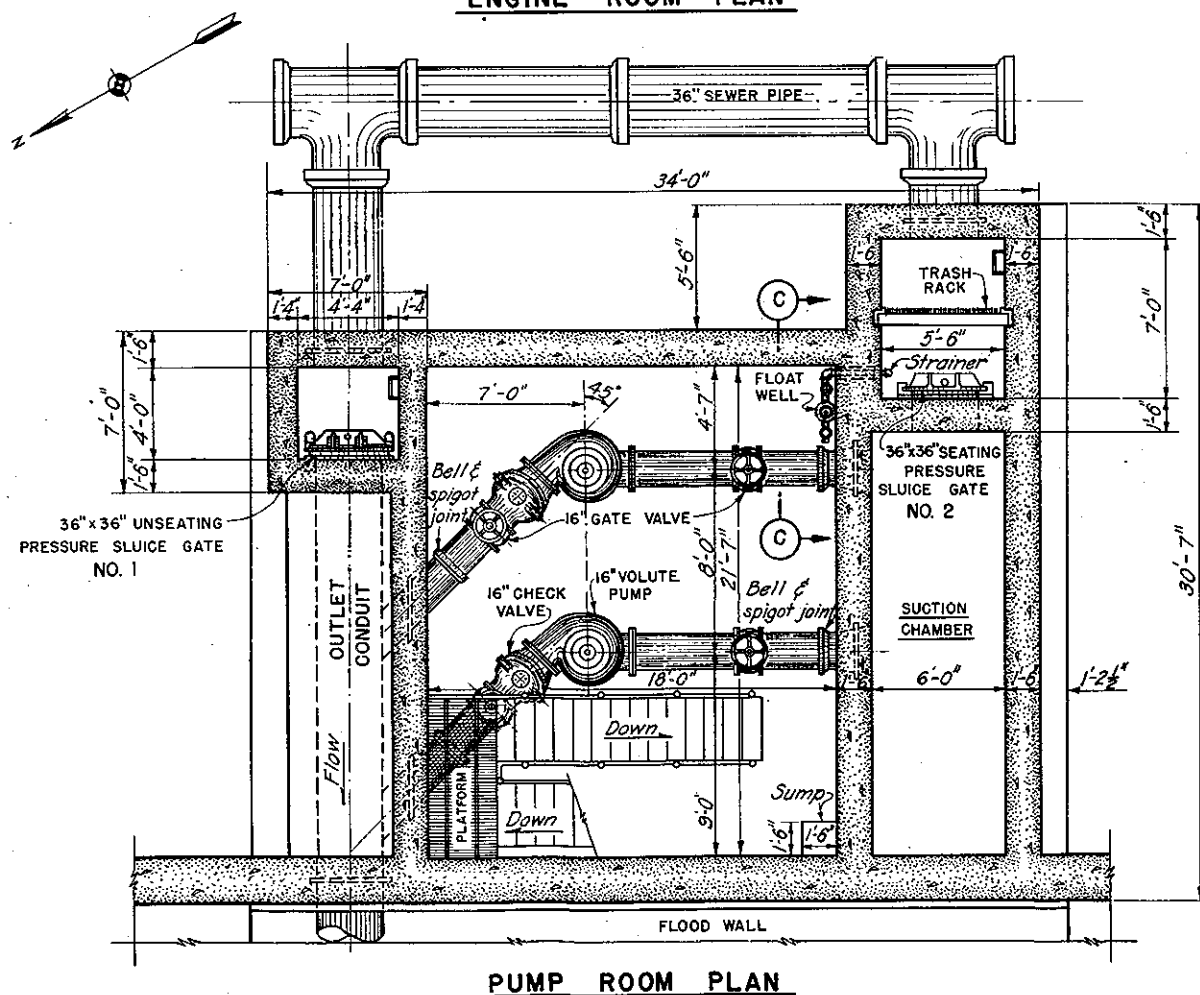 ENGINE ROOM PLAN
N
36" SEWER PIPE
34'-0"
5'-6"
1'-6"
1'-6
1'-6
7'-0"
1'-4"
4'-4"
1'-4
TRASH
RACK
7'-0"
C
5'-6"
Strainer
7'-0"
1'-6"
4'-0"
1'-6"
7'-0"
45°
FLOAT
WELL
4'-7"
1'-6"
36"x36" SEATING
PRESSURE
SLUICE GATE
NO. 2
Bell &
spigot
joint
16" GATE VALVE
36"x36" UNSEATING
PRESSURE SLUICE GATE
NO. 1
C
8'-0"
21'-7"
30'-7"
16" CHECK
VALVE
16" VOLUTE
PUMP
Bell &
spigot joint
OUTLET
CONDUIT
SUCTION
CHAMBER
18'-0"
1'-6"
6'-0"
1'-6
1'-2½"
Flow
Down
PLATFORM
Down
9'-0
Sump
1'-6"
1'-6"
FLOOD WALL
PUMP ROOM PLAN